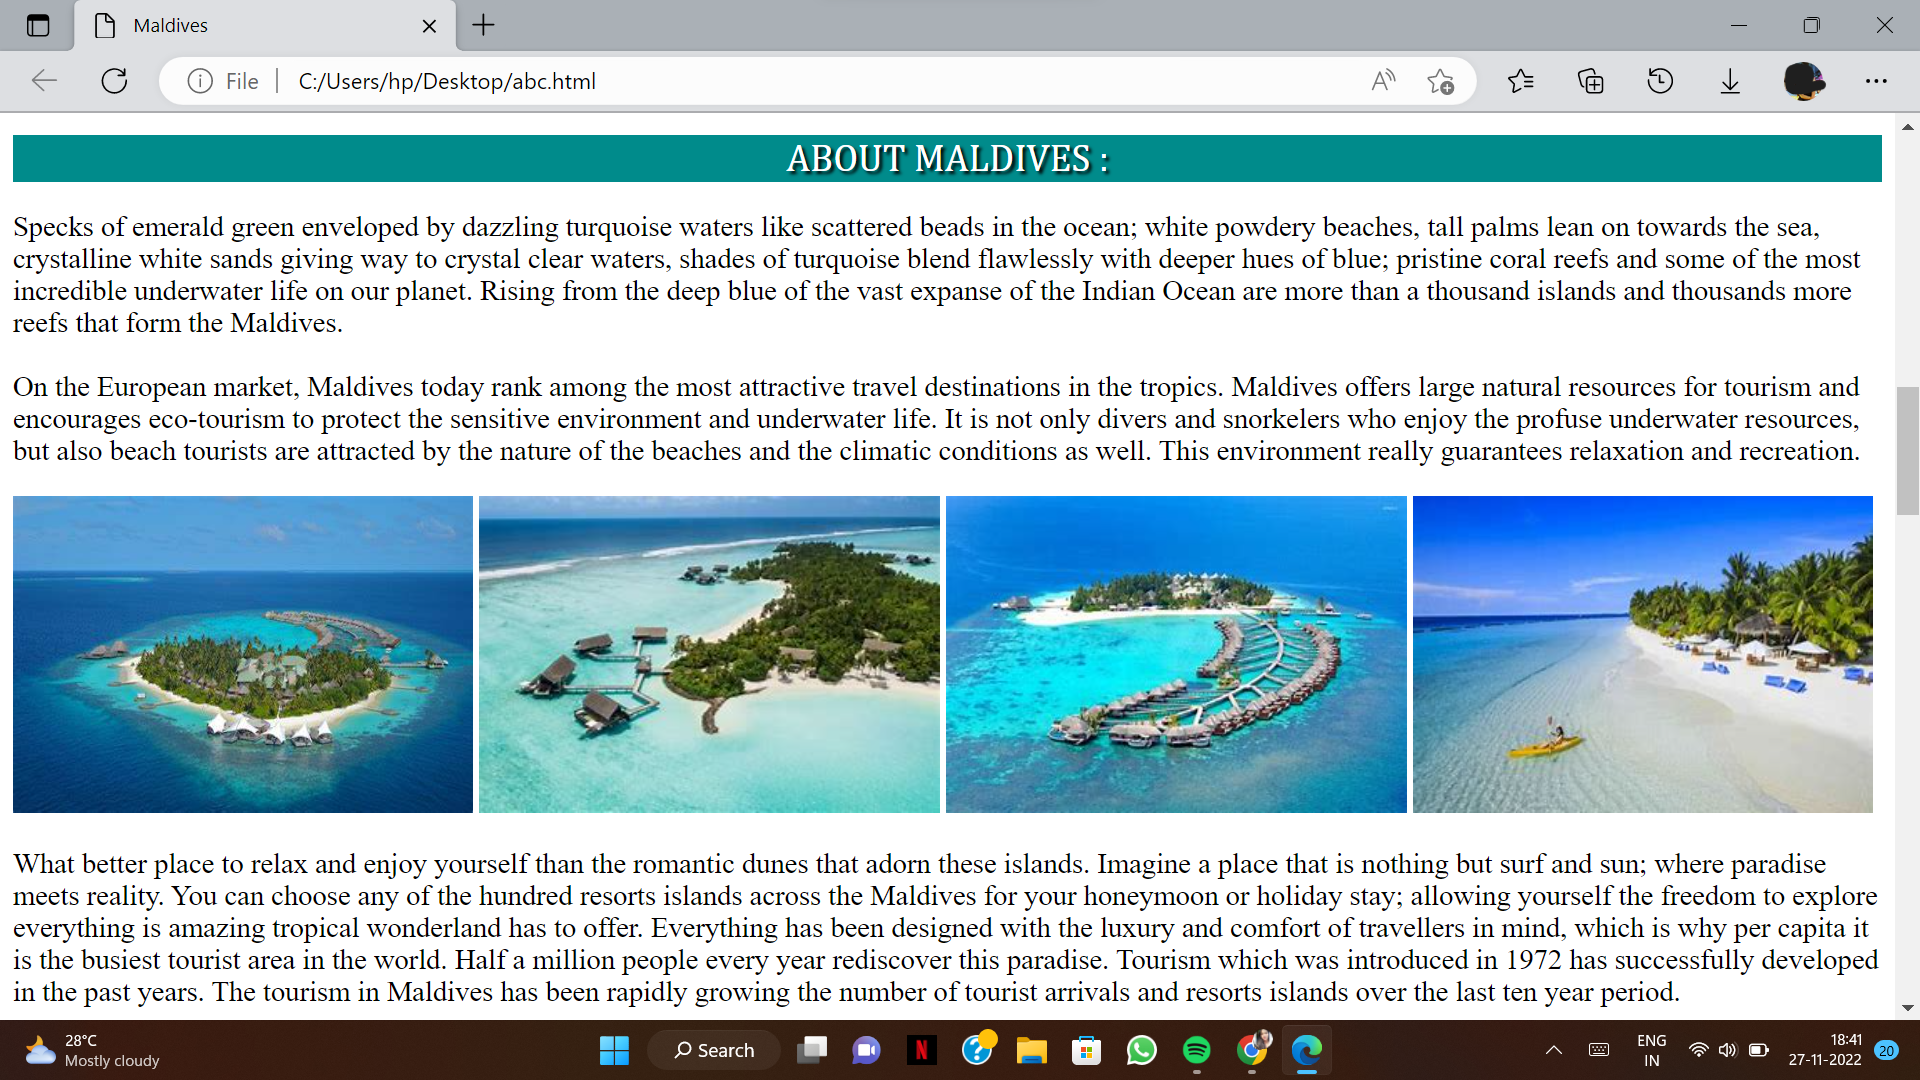 Maldives
File
C:/Users/hp/Desktop/abc.html
ABOUT MALDIVES :
Specks of emerald green enveloped by dazzling turquoise waters like scattered beads in the ocean; white powdery beaches, tall palms lean on towards the sea,
crystalline white sands giving way to crystal clear waters, shades of turquoise blend flawlessly with deeper hues of blue; pristine coral reefs and some of the most
incredible underwater life on our planet. Rising from the deep blue of the vast expanse of the Indian Ocean are more than a thousand islands and thousands more
reefs that form the Maldives.
On the European market, Maldives today rank among the most attractive travel destinations in the tropics. Maldives offers large natural resources for tourism and
encourages eco-tourism to protect the sensitive environment and underwater life. It is not only divers and snorkelers who enjoy the profuse underwater resources,
but also beach tourists are attracted by the nature of the beaches and the climatic conditions as well. This environment really guarantees relaxation and recreation.
What better place to relax and enjoy yourself than the romantic dunes that adorn these islands. Imagine a place that is nothing but surf and sun; where paradise
meets reality. You can choose any of the hundred resorts islands across the Maldives for your honeymoon or holiday stay; allowing yourself the freedom to explore
everything is amazing tropical wonderland has to offer. Everything has been designed with the luxury and comfort of travellers in mind, which is why per capita it
is the busiest tourist area in the world. Half a million people every year rediscover this paradise. Tourism which was introduced in 1972 has successfully developed
in the past years. The tourism in Maldives has been rapidly growing the number of tourist arrivals and resorts islands over the last ten year period.
28°C
Mostly cloudy
Search
ENG
IN
18:41
27-11-2022
20